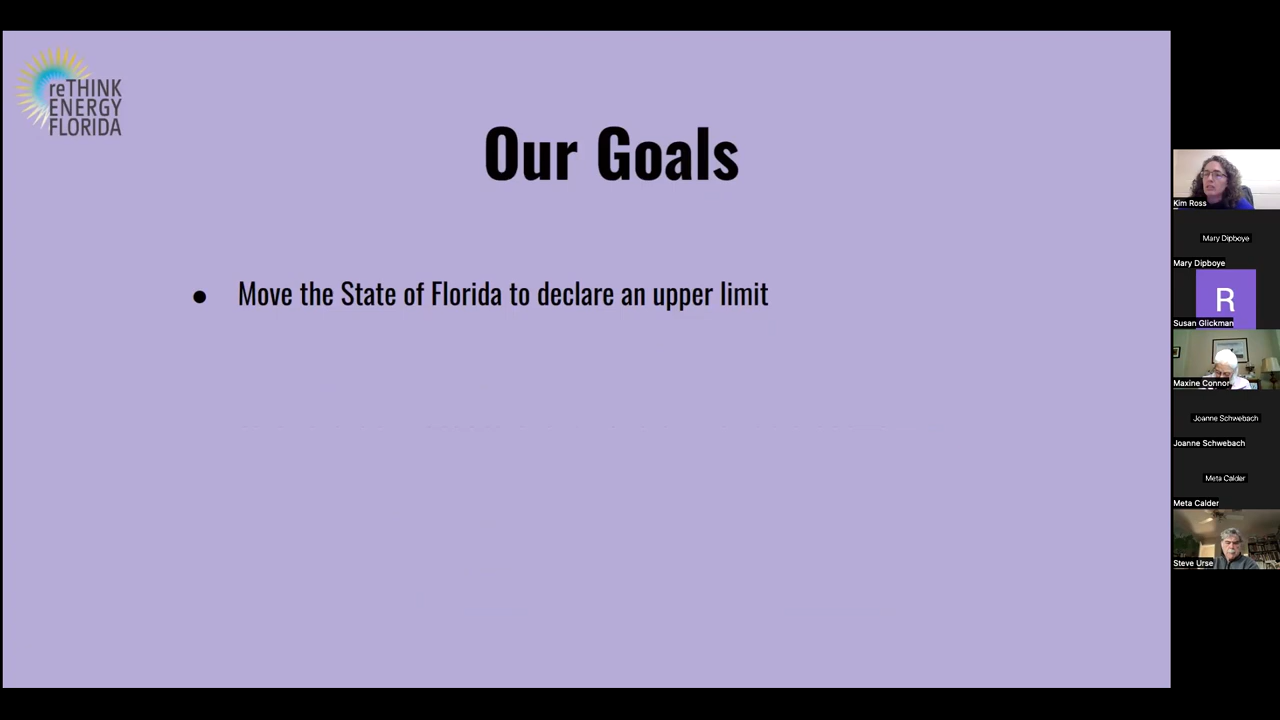 reTHINK
ENERGY
FLORIDA
Our Goals
● Move the State of Florida to declare an upper limit
Kim Ross
Mary Dipboye
Mary Dipboye
R
Susan Glickman
Maxine Connor
Joanne Schwebach
Joanne Schwebach
Meta Calder
Meta Calder
Steve Urse